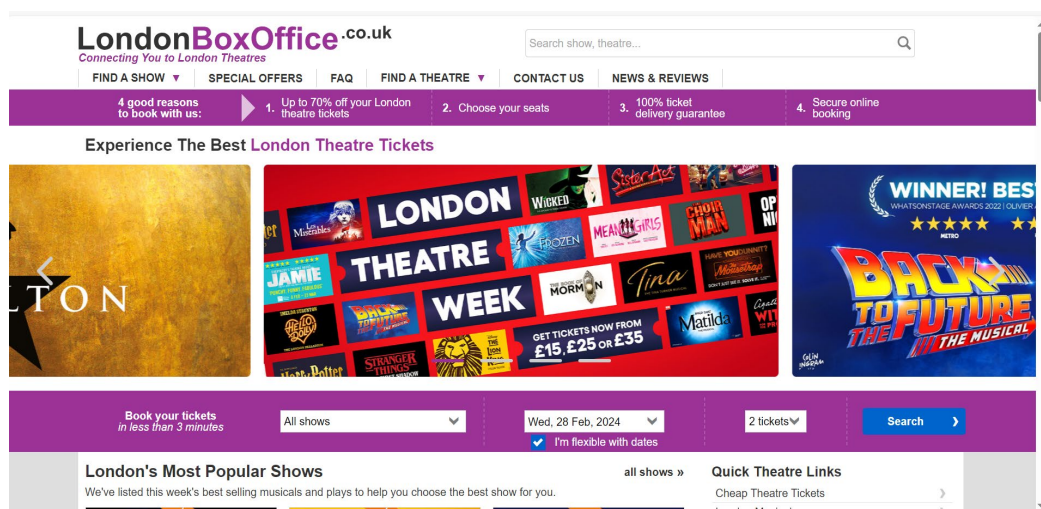 LondonBoxOffice.co.uk
Connecting You to London Theatres
Search show, theatre...
FIND A SHOW ▼ SPECIAL OFFERS FAQ FIND A THEATRE ▼ CONTACT US NEWS & REVIEWS
4 good reasons
to book with us:
1. Up to 70% off your London
theatre tickets
2. Choose your seats
3. 100% ticket
delivery guarantee
4. Secure online
booking
Experience The Best London Theatre Tickets
LTON
LONDON
THEATRE
WEEK
GET TICKETS NOW FROM
£15, £25 OR £35
Les
Misérables
WICKED
Sister Act
JAMIE
FROZEN
MEAN GIRLS
CHOIR
MAN
HELLO,
DOLLY!
BACK
TO THE
FUTURE
THE BOOK OF
MORMON
Tina
HAVE YOU DUNNIT?
The
Mousetrap
Harry Potter
STRANGER
THINGS
THE
LION
KING
Matilda
WINNER! BES
WHATSONSTAGE AWARDS 2022 | OLIVIER
★★★★★ ★★
METRO
BACK
TO THE FUTURE
THE MUSICAL
COLIN
INGRAM
Book your tickets
in less than 3 minutes
All shows
Wed, 28 Feb, 2024
2 tickets
Search
I'm flexible with dates
London's Most Popular Shows
all shows »
We've listed this week's best selling musicals and plays to help you choose the best show for you.
Quick Theatre Links
Cheap Theatre Tickets